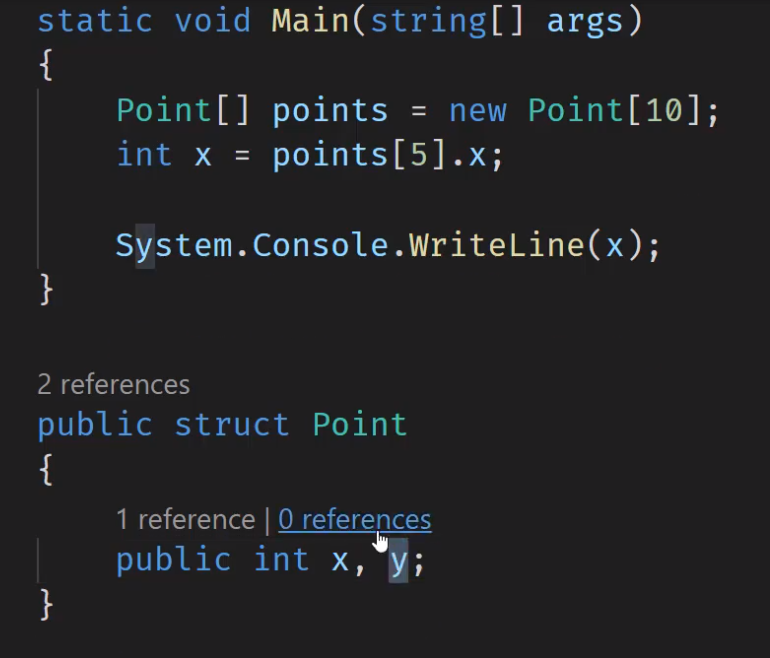 static void Main(string[] args)
{
Point[] points = new Point[10];
int x = points[5].x;
System.Console.WriteLine(x);
}
2 references
public struct Point
{
1 reference | 0 references
public int x, y;
}